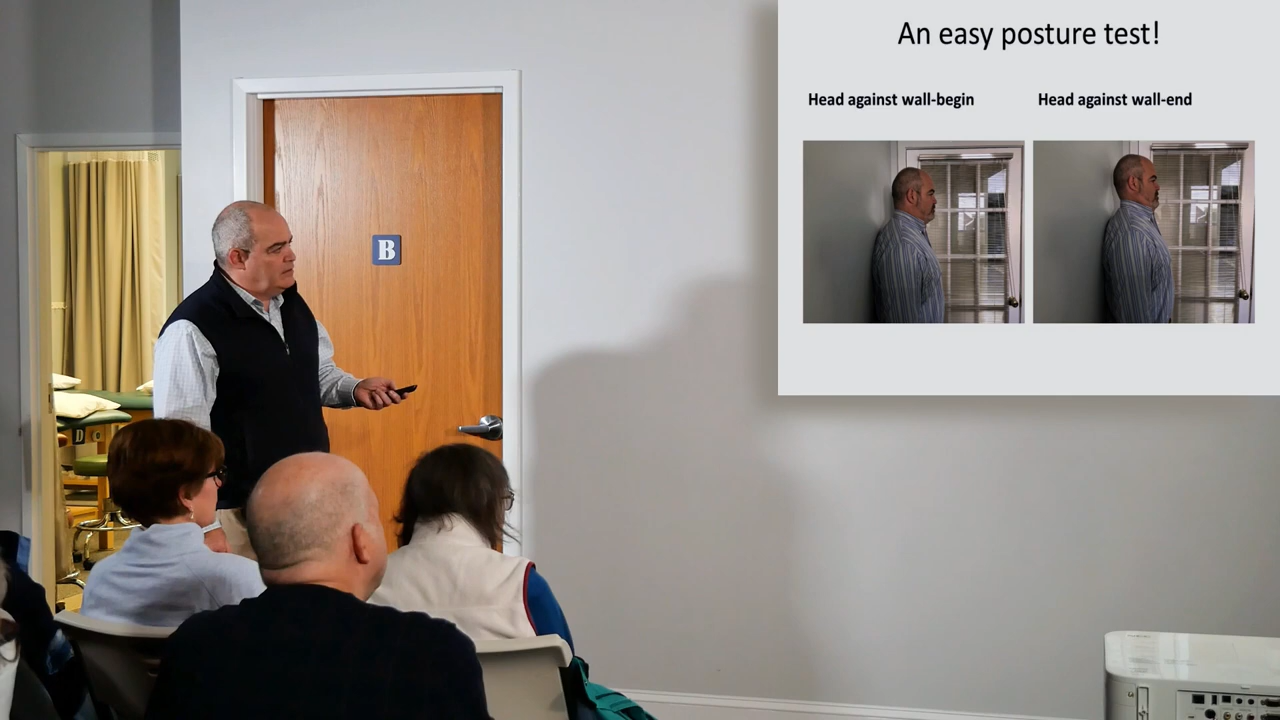 An easy posture test!
Head against wall-begin
Head against wall-end
B
D